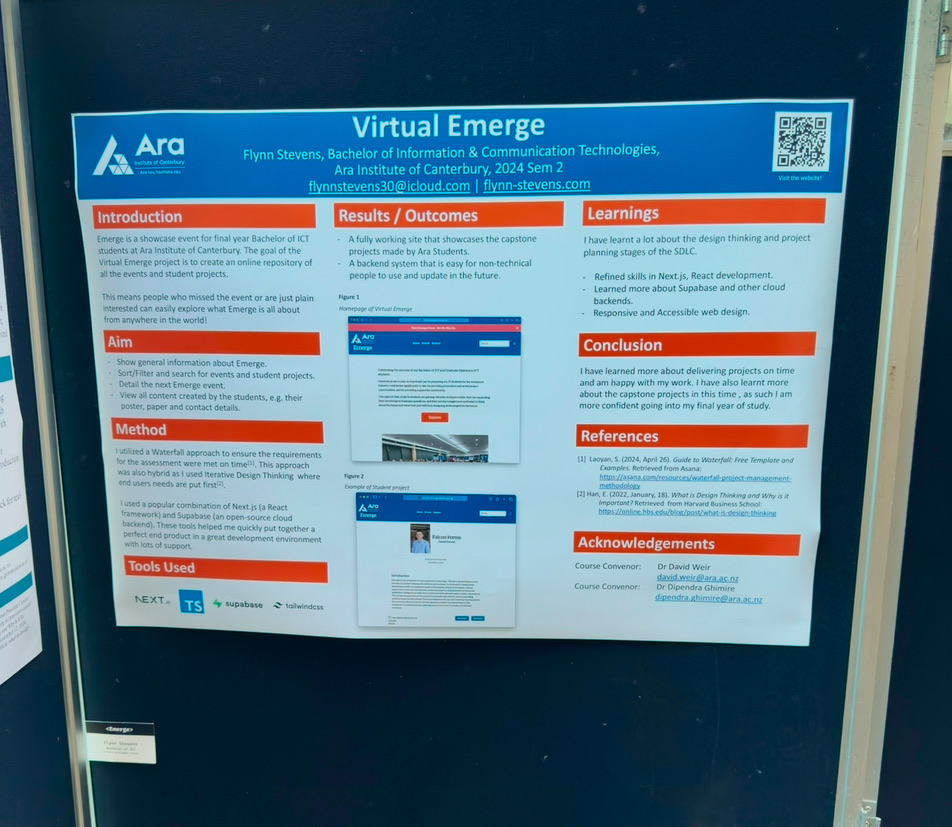 Virtual Emerge
Ara
Institute of Canterbury
Flynn Stevens, Bachelor of Information & Communication Technologies,
Ara Institute of Canterbury, 2024 Sem 2
flynnstevens30@icloud.com | flynn-stevens.com
Visit the website!
Introduction
Emerge is a showcase event for final year Bachelor of ICT
students at Ara Institute of Canterbury. The goal of the
Virtual Emerge project is to create an online repository of
all the events and student projects.
This means people who missed the event or are just plain
interested can easily explore what Emerge is all about
from anywhere in the world!
Aim
- Show general information about Emerge.
- Sort/Filter and search for events and student projects.
- Detail the next Emerge event.
- View all content created by the students, e.g. their
poster, paper and contact details.
Method
I utilized a Waterfall approach to ensure the requirements
for the assessment were met on time[1]. This approach
was also hybrid as I used Iterative Design Thinking where
end users needs are put first[2].
I used a popular combination of Next.js (a React
framework) and Supabase (an open-source cloud
backend). These tools helped me quickly put together a
perfect end product in a great development environment
with lots of support.
Tools Used
NEXT.js
TS
supabase
tailwindcss
Results / Outcomes
- A fully working site that showcases the capstone
projects made by Ara Students.
- A backend system that is easy for non-technical
people to use and update in the future.
Figure 1
Homepage of Virtual Emerge
Ara
Emerge
Figure 2
Example of Student project
Ara
Emerge
Introduction
Learnings
I have learnt a lot about the design thinking and project
planning stages of the SDLC.
- Refined skills in Next.js, React development.
- Learned more about Supabase and other cloud
backends.
- Responsive and Accessible web design.
Conclusion
I have learned more about delivering projects on time
and am happy with my work. I have also learnt more
about the capstone projects in this time , as such I am
more confident going into my final year of study.
References
[1] Laoyan, S. (2024, April 26). Guide to Waterfall: Free Template and
Examples. Retrieved from Asana:
https://asana.com/resources/waterfall-project-management-
methodology
[2] Han, E. (2022, January, 18). What is Design Thinking and Why is it
Important? Retrieved from Harvard Business School:
https://online.hbs.edu/blog/post/what-is-design-thinking
Acknowledgements
Course Convenor: Dr David Weir
david.weir@ara.ac.nz
Course Convenor: Dr Dipendra Ghimire
dipendra.ghimire@ara.ac.nz
<Emerge>
Flynn Stevens
Bachelor of ICT